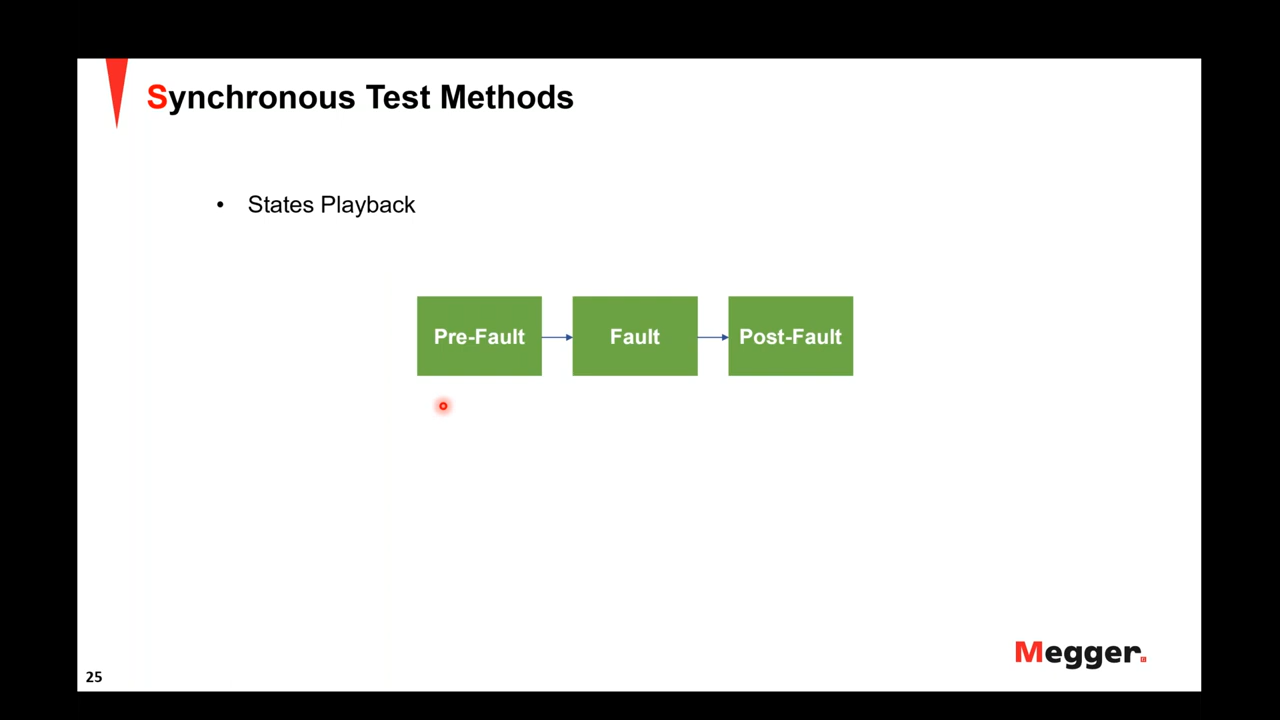 Synchronous Test Methods
• States Playback
Pre-Fault
Fault
Post-Fault
Megger.
25